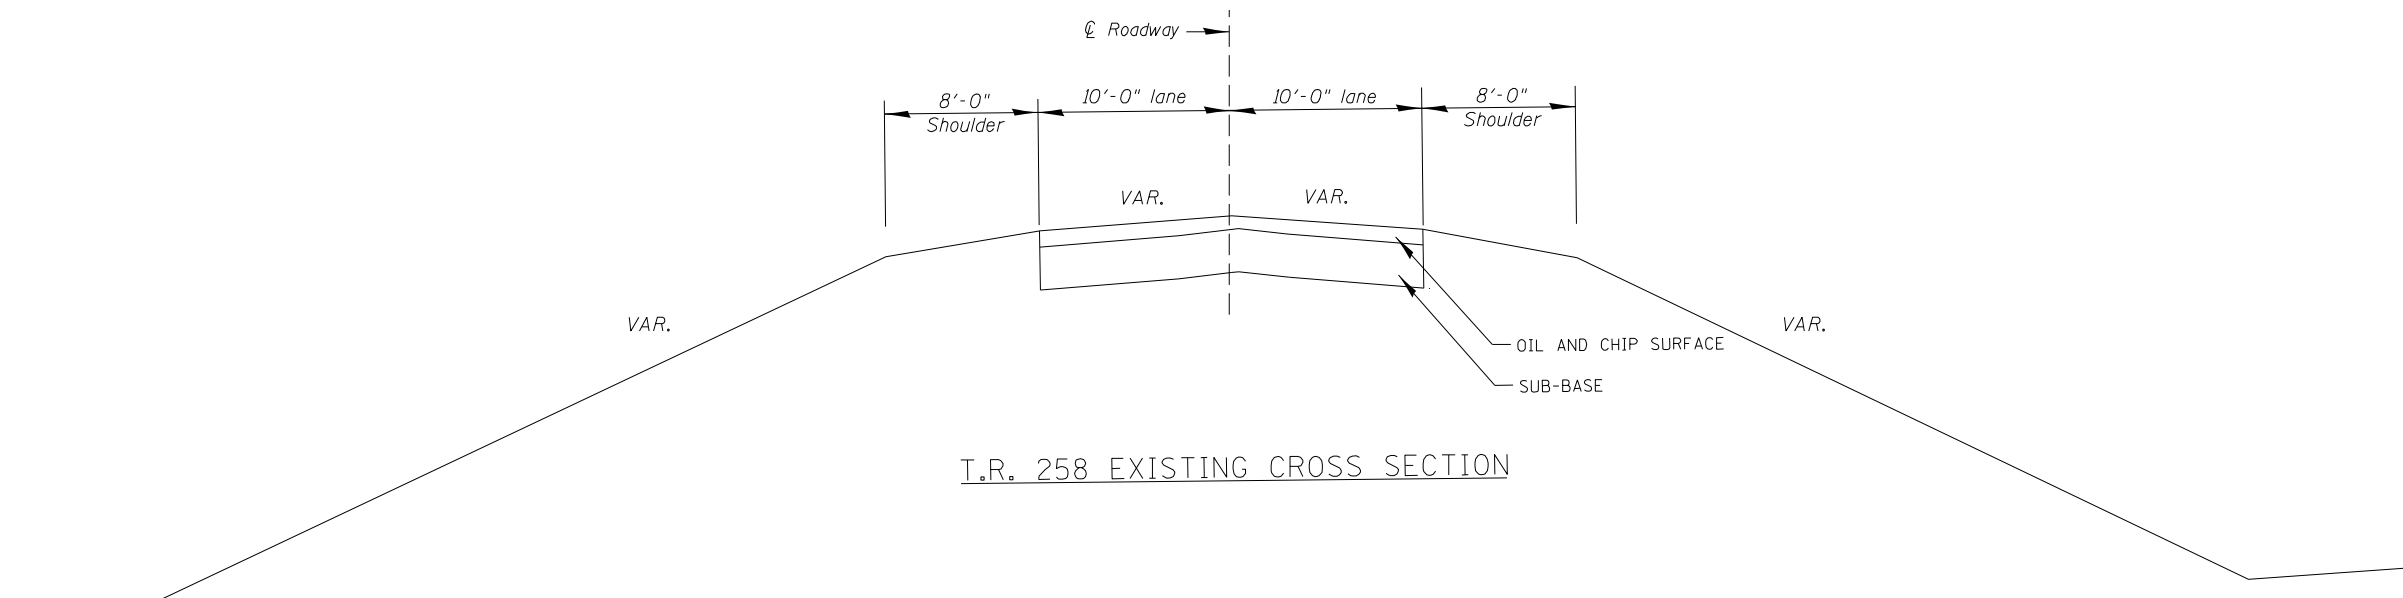 ℄ Roadway
8'-0" 10'-0" lane 10'-0" lane 8'-0"
Shoulder Shoulder
VAR. VAR.
VAR. VAR.
OIL AND CHIP SURFACE
SUB-BASE
T.R. 258 EXISTING CROSS SECTION